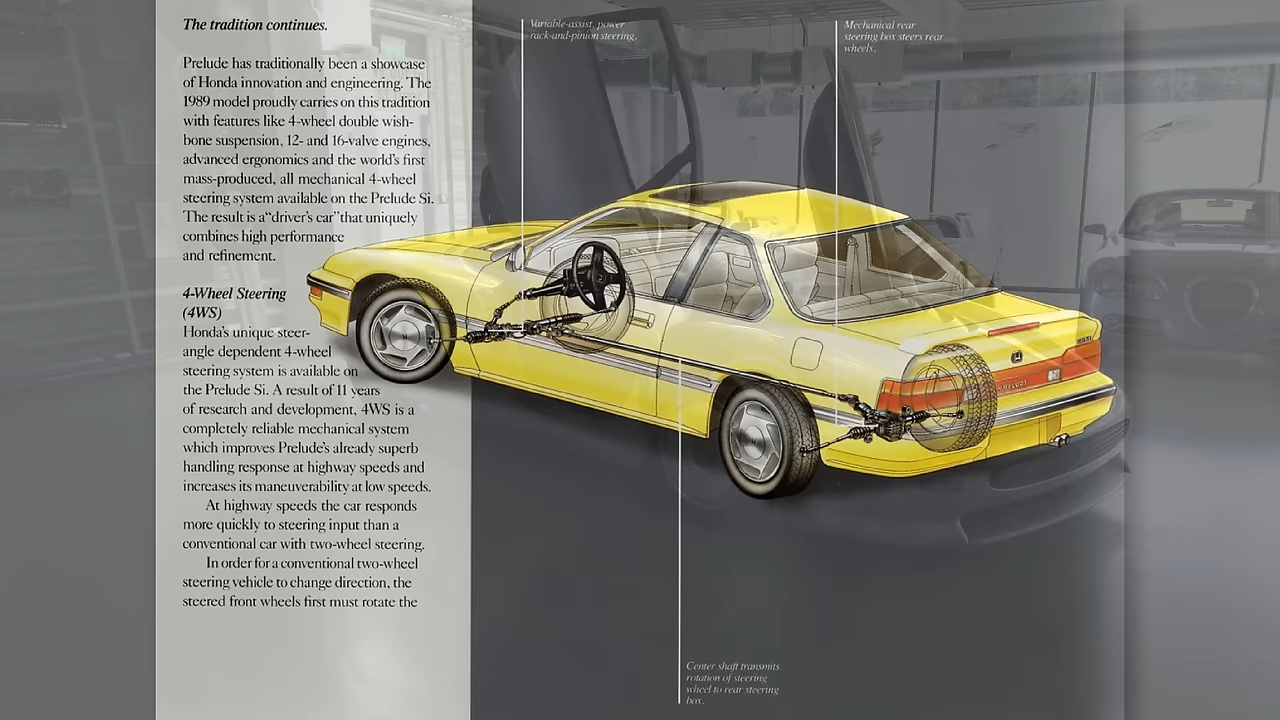 The tradition continues.
Prelude has traditionally been a showcase
of Honda innovation and engineering. The
1989 model proudly carries on this tradition
with features like 4-wheel double wish-
bone suspension, 12- and 16-valve engines,
advanced ergonomics and the world's first
mass-produced, all mechanical 4-wheel
steering system available on the Prelude Si.
The result is a "driver's car" that uniquely
combines high performance
and refinement.
4-Wheel Steering
(4WS)
Honda's unique steer-
angle dependent 4-wheel
steering system is available on
the Prelude Si. A result of 11 years
of research and development, 4WS is a
completely reliable mechanical system
which improves Prelude's already superb
handling response at highway speeds and
increases its maneuverability at low speeds.
At highway speeds the car responds
more quickly to steering input than a
conventional car with two-wheel steering.
In order for a conventional two-wheel
steering vehicle to change direction, the
steered front wheels first must rotate the
Variable-assist, power
rack-and-pinion steering.
Mechanical rear
steering box steers rear
wheels.
PRELUDE
Center shaft transmits
rotation of steering
wheel to rear steering
box.